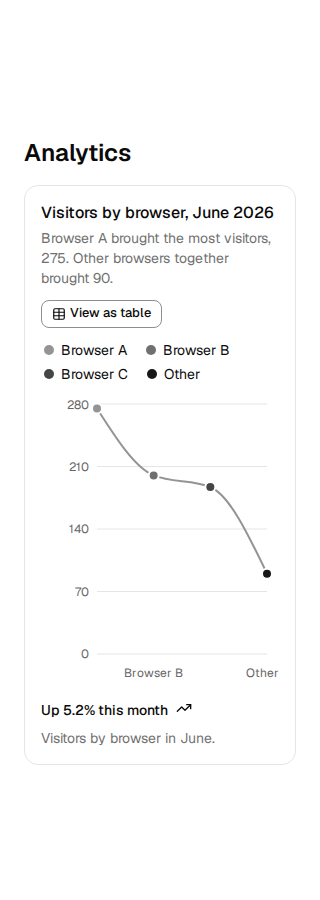 Analytics
Visitors by browser, June 2026
Browser A brought the most visitors,
275. Other browsers together
brought 90.
View as table
Browser A
Browser B
Browser C
Other
280
210
140
70
0
Browser B
Other
Up 5.2% this month
Visitors by browser in June.